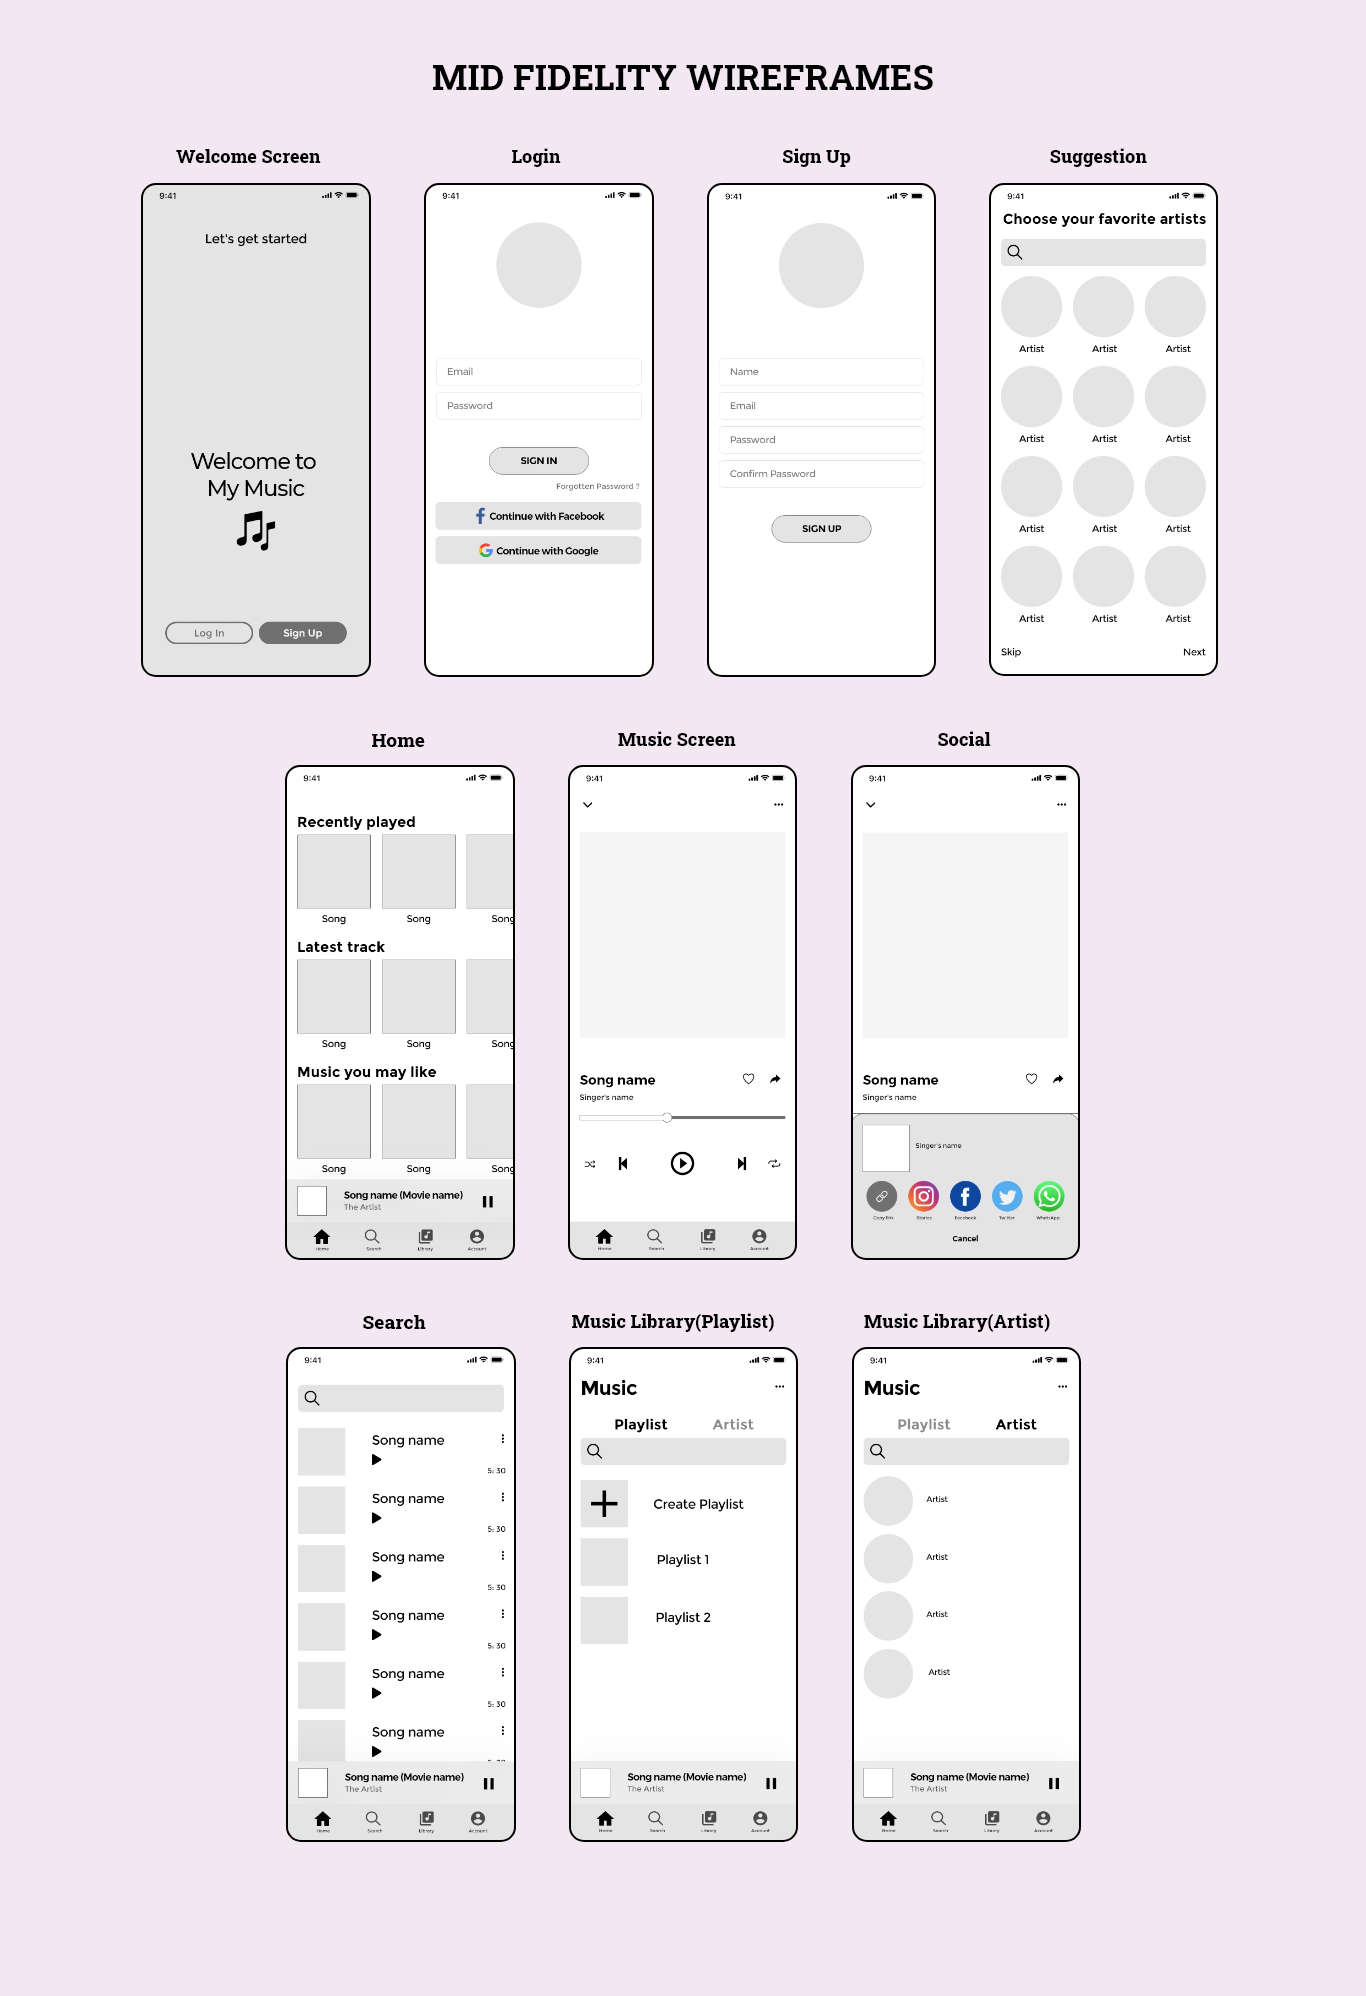 MID FIDELITY WIREFRAMES
Welcome Screen
9:41
Let's get started
Welcome to
My Music
Log In
Sign Up
Login
9:41
Email
Password
SIGN IN
Forgotten Password ?
Continue with Facebook
Continue with Google
Sign Up
9:41
Name
Email
Password
Confirm Password
SIGN UP
Suggestion
9:41
Choose your favorite artists
Artist Artist Artist
Artist Artist Artist
Artist Artist Artist
Artist Artist Artist
Skip Next
Home
9:41
Recently played
Song Song Song
Latest track
Song Song Song
Music you may like
Song Song Song
Song name (Movie name)
The Artist
Home Search Library Account
Music Screen
9:41
Song name
Singer's name
Home Search Library Account
Social
9:41
Song name
Singer's name
Singer's name
Copy link Stories Facebook Twitter WhatsApp
Cancel
Search
9:41
Song name
5: 30
Song name
5: 30
Song name
5: 30
Song name
5: 30
Song name
5: 30
Song name
Song name (Movie name)
The Artist
Home Search Library Account
Music Library(Playlist)
9:41
Music
Playlist Artist
Create Playlist
Playlist 1
Playlist 2
Song name (Movie name)
The Artist
Home Search Library Account
Music Library(Artist)
9:41
Music
Playlist Artist
Artist
Artist
Artist
Artist
Song name (Movie name)
The Artist
Home Search Library Account